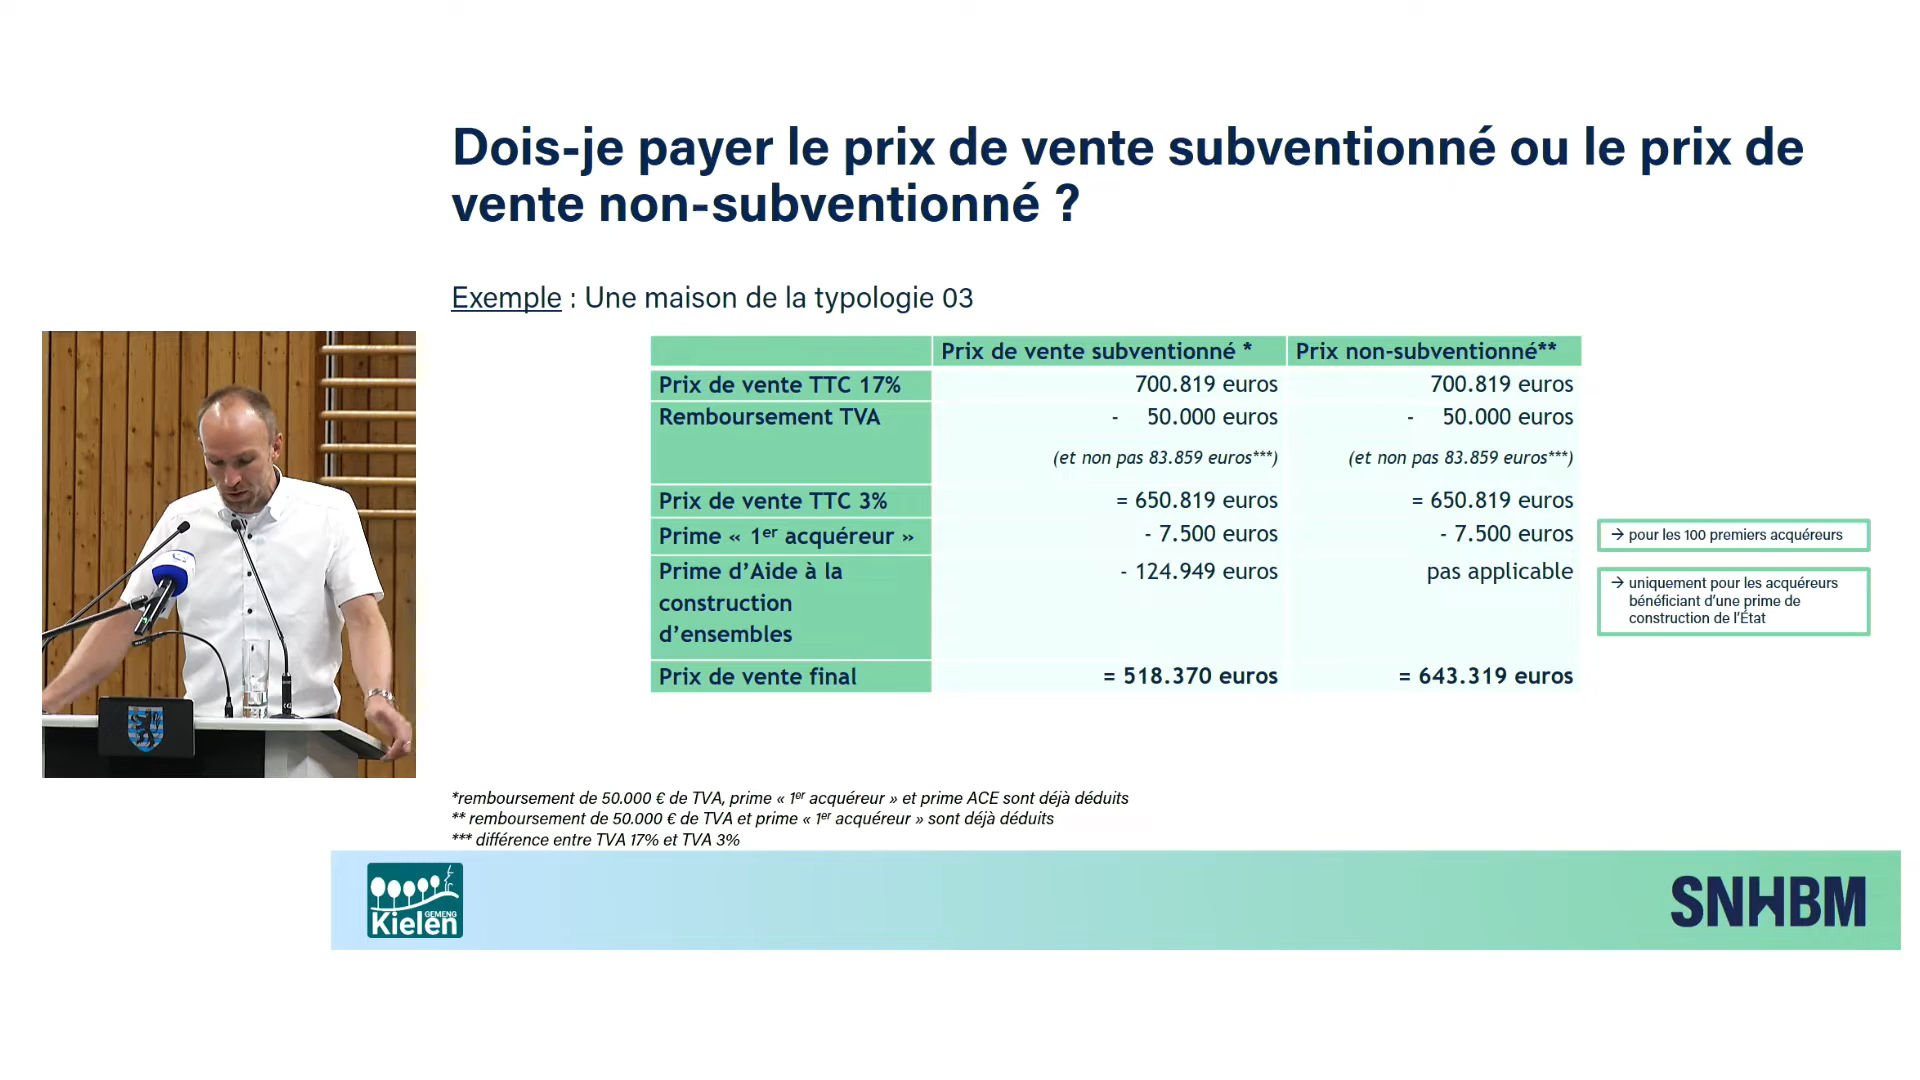 Dois-je payer le prix de vente subventionné ou le prix de
vente non-subventionné ?
Exemple : Une maison de la typologie 03
Prix de vente subventionné * Prix non-subventionné**
Prix de vente TTC 17% 700.819 euros 700.819 euros
Remboursement TVA - 50.000 euros - 50.000 euros
(et non pas 83.859 euros***) (et non pas 83.859 euros***)
Prix de vente TTC 3% = 650.819 euros = 650.819 euros
Prime « 1er acquéreur » - 7.500 euros - 7.500 euros
→ pour les 100 premiers acquéreurs
Prime d’Aide à la - 124.949 euros pas applicable
construction
d’ensembles
→ uniquement pour les acquéreurs
bénéficiant d’une prime de
construction de l’État
Prix de vente final = 518.370 euros = 643.319 euros
*remboursement de 50.000 € de TVA, prime « 1er acquéreur » et prime ACE sont déjà déduits
** remboursement de 50.000 € de TVA et prime « 1er acquéreur » sont déjà déduits
*** différence entre TVA 17% et TVA 3%
GEMENG
Kielen
SNHBM